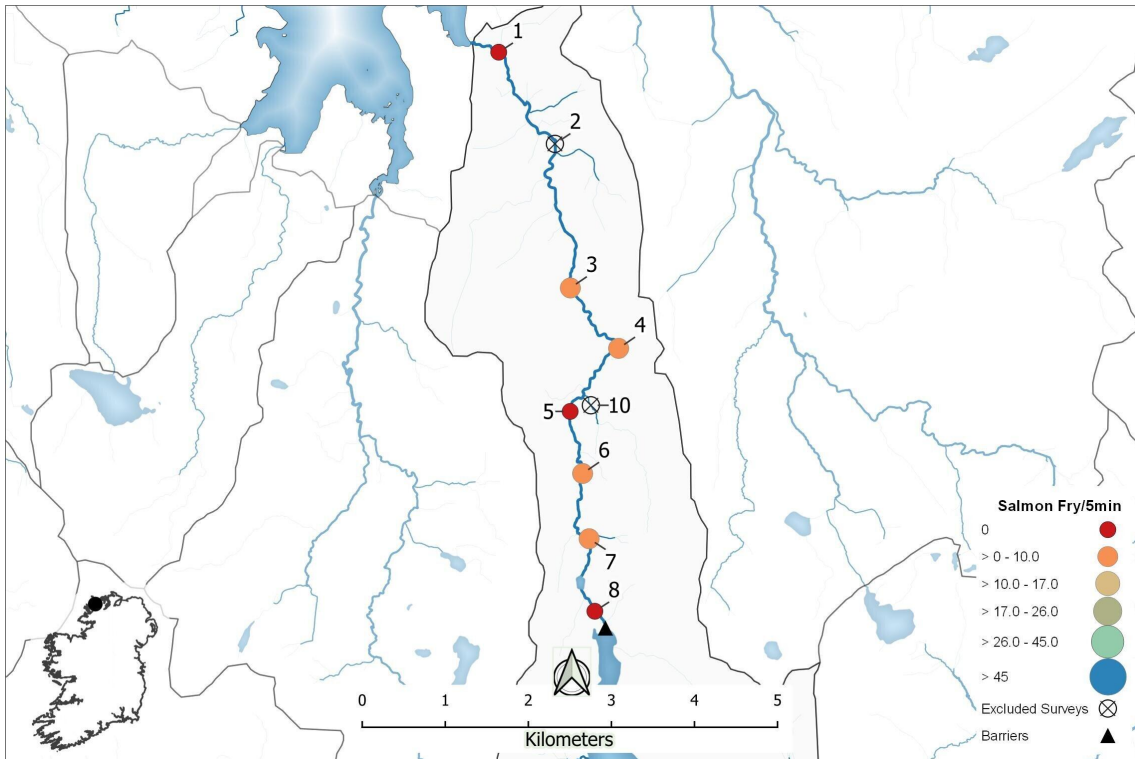 1
2
3
4
5
10
6
7
8
Salmon Fry/5min
0
> 0 - 10.0
> 10.0 - 17.0
> 17.0 - 26.0
> 26.0 - 45.0
> 45
Excluded Surveys
Barriers
0 1 2 3 4 5
Kilometers